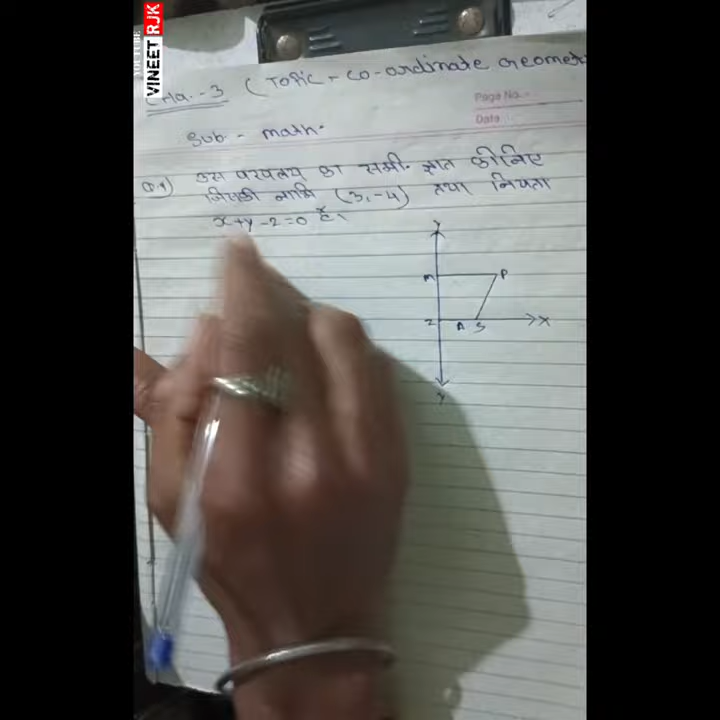 YOUTUBE
VINEET RJK
Cha.-3 (Topic - Co-ordinate Geomet
Page No.-
Date
Sub - math.
Q.1) उस परवलय का समी. ज्ञात कीजिए
जिसकी नाभि (3,-4) तथा नियता
x+y-2=0 है।
Y
M P
Z A S X
Y